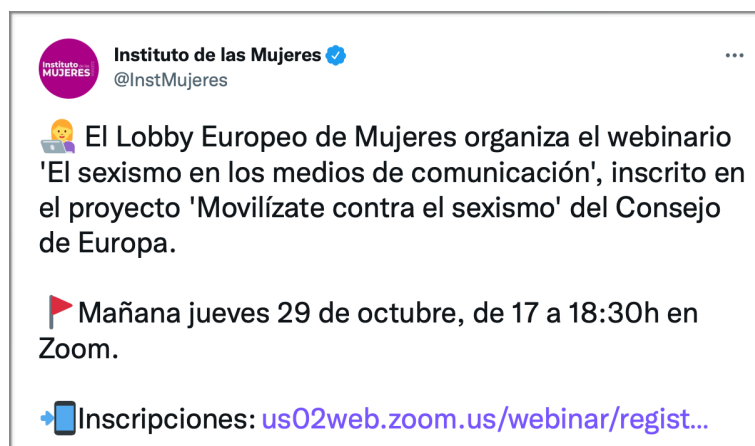 Instituto de las Mujeres
@InstMujeres
Instituto
MUJERES
El Lobby Europeo de Mujeres organiza el webinario
'El sexismo en los medios de comunicación', inscrito en
el proyecto 'Movilízate contra el sexismo' del Consejo
de Europa.
Mañana jueves 29 de octubre, de 17 a 18:30h en
Zoom.
Inscripciones: us02web.zoom.us/webinar/regist...